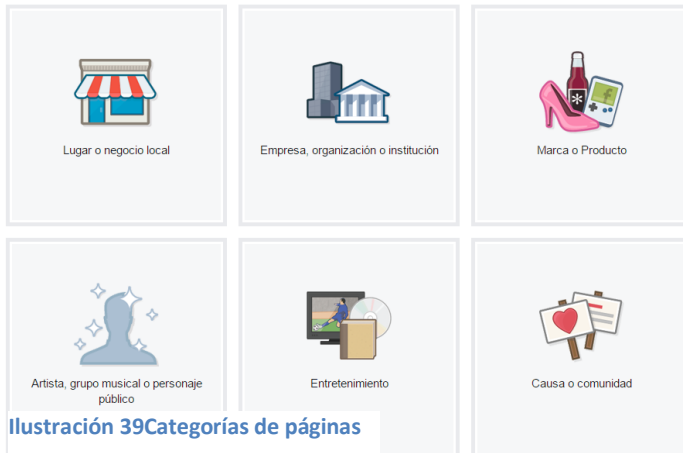 Lugar o negocio local
Empresa, organización o institución
Marca o Producto
Artista, grupo musical o personaje
público
Entretenimiento
Causa o comunidad
Ilustración 39Categorías de páginas